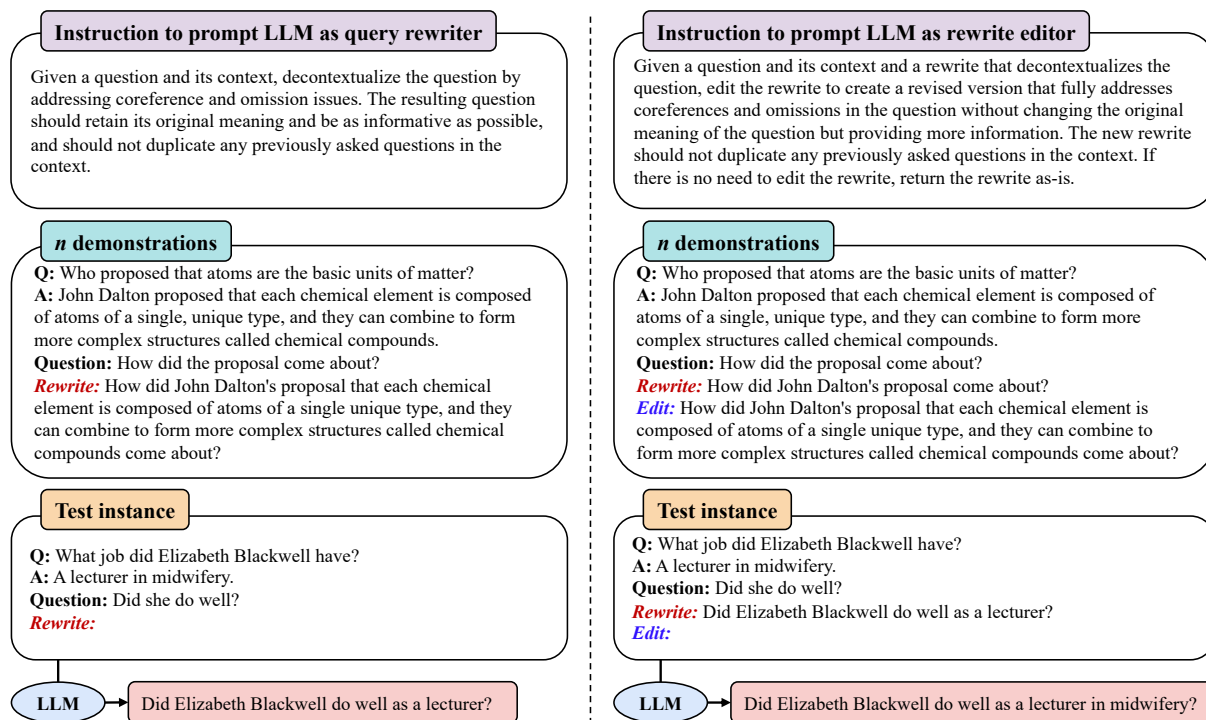 Instruction to prompt LLM as query rewriter
Given a question and its context, decontextualize the question by
addressing coreference and omission issues. The resulting question
should retain its original meaning and be as informative as possible,
and should not duplicate any previously asked questions in the
context.
n demonstrations
Q: Who proposed that atoms are the basic units of matter?
A: John Dalton proposed that each chemical element is composed
of atoms of a single, unique type, and they can combine to form
more complex structures called chemical compounds.
Question: How did the proposal come about?
Rewrite: How did John Dalton's proposal that each chemical
element is composed of atoms of a single unique type, and they
can combine to form more complex structures called chemical
compounds come about?
Test instance
Q: What job did Elizabeth Blackwell have?
A: A lecturer in midwifery.
Question: Did she do well?
Rewrite:
LLM
Did Elizabeth Blackwell do well as a lecturer?
Instruction to prompt LLM as rewrite editor
Given a question and its context and a rewrite that decontextualizes the
question, edit the rewrite to create a revised version that fully addresses
coreferences and omissions in the question without changing the original
meaning of the question but providing more information. The new rewrite
should not duplicate any previously asked questions in the context. If
there is no need to edit the rewrite, return the rewrite as-is.
n demonstrations
Q: Who proposed that atoms are the basic units of matter?
A: John Dalton proposed that each chemical element is composed of
atoms of a single, unique type, and they can combine to form more
complex structures called chemical compounds.
Question: How did the proposal come about?
Rewrite: How did John Dalton's proposal come about?
Edit: How did John Dalton's proposal that each chemical element is
composed of atoms of a single unique type, and they can combine to
form more complex structures called chemical compounds come about?
Test instance
Q: What job did Elizabeth Blackwell have?
A: A lecturer in midwifery.
Question: Did she do well?
Rewrite: Did Elizabeth Blackwell do well as a lecturer?
Edit:
LLM
Did Elizabeth Blackwell do well as a lecturer in midwifery?